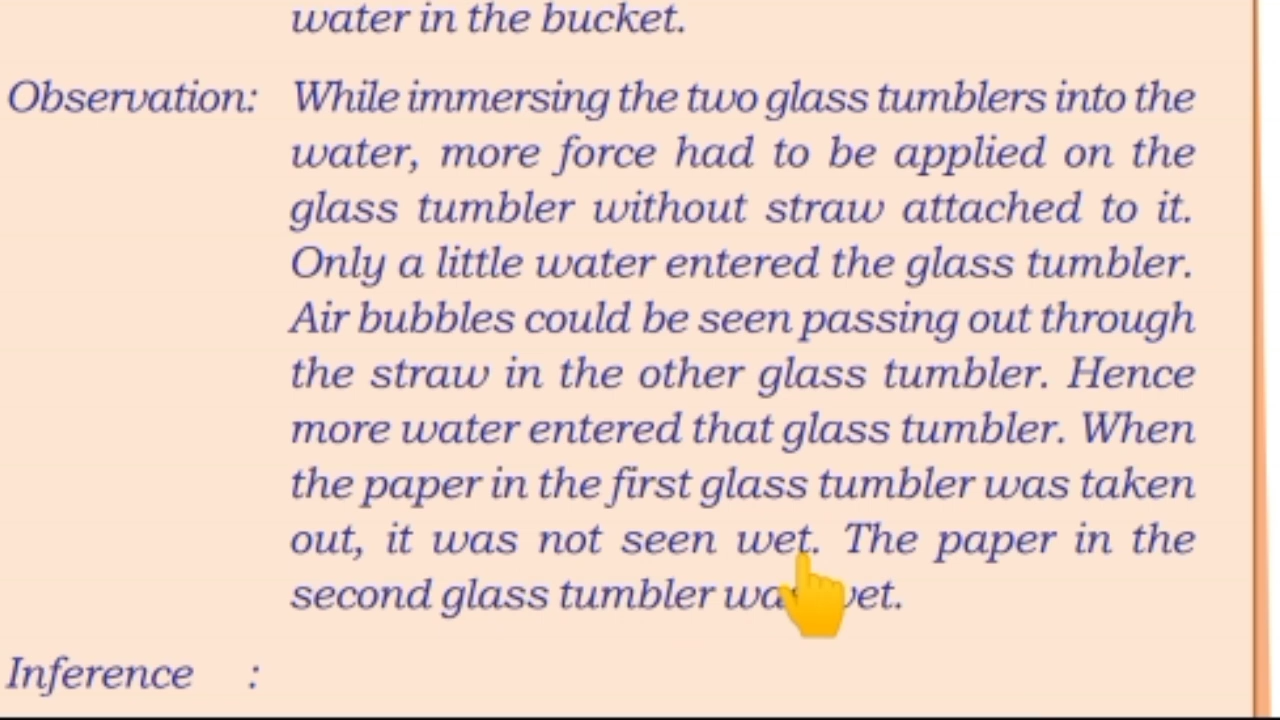 water in the bucket.
Observation: While immersing the two glass tumblers into the
water, more force had to be applied on the
glass tumbler without straw attached to it.
Only a little water entered the glass tumbler.
Air bubbles could be seen passing out through
the straw in the other glass tumbler. Hence
more water entered that glass tumbler. When
the paper in the first glass tumbler was taken
out, it was not seen wet. The paper in the
second glass tumbler was wet.
Inference :